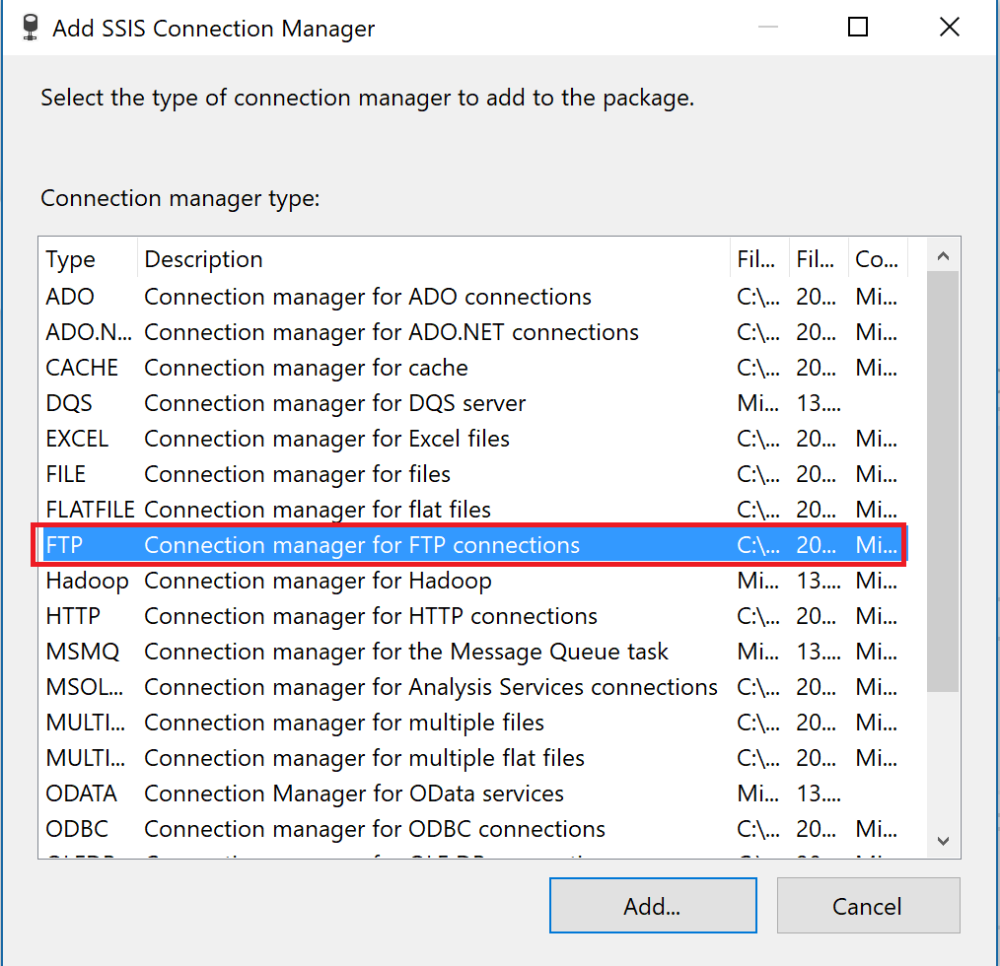 Add SSIS Connection Manager
Select the type of connection manager to add to the package.
Connection manager type:
Type Description Fil... Fil... Co...
ADO Connection manager for ADO connections C:\... 20... Mi...
ADO.N... Connection manager for ADO.NET connections C:\... 20... Mi...
CACHE Connection manager for cache C:\... 20... Mi...
DQS Connection manager for DQS server Mi... 13....
EXCEL Connection manager for Excel files C:\... 20... Mi...
FILE Connection manager for files C:\... 20... Mi...
FLATFILE Connection manager for flat files C:\... 20... Mi...
FTP Connection manager for FTP connections C:\... 20... Mi...
Hadoop Connection manager for Hadoop Mi... 13.... Mi...
HTTP Connection manager for HTTP connections C:\... 20... Mi...
MSMQ Connection manager for the Message Queue task Mi... 13.... Mi...
MSOL... Connection manager for Analysis Services connections C:\... 20... Mi...
MULTI... Connection manager for multiple files C:\... 20... Mi...
MULTI... Connection manager for multiple flat files C:\... 20... Mi...
ODATA Connection Manager for OData services Mi... 13....
ODBC Connection manager for ODBC connections C:\... 20... Mi...
Add... Cancel